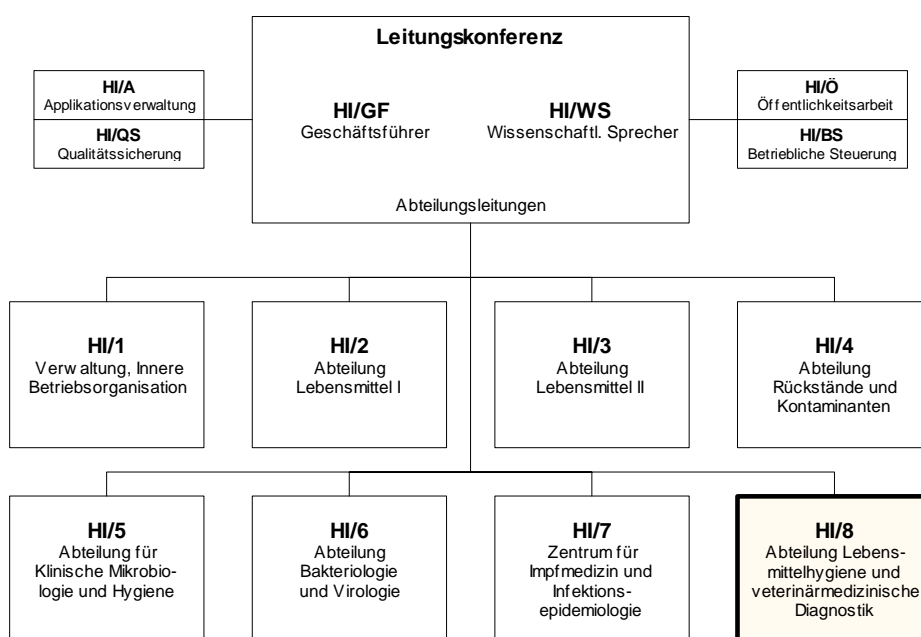 Leitungskonferenz
HI/A
Applikationsverwaltung
HI/QS
Qualitätssicherung
HI/GF
Geschäftsführer
HI/WS
Wissenschaftl. Sprecher
HI/Ö
Öffentlichkeitsarbeit
HI/BS
Betriebliche Steuerung
Abteilungsleitungen
HI/1
Verwaltung, Innere
Betriebsorganisation
HI/2
Abteilung
Lebensmittel I
HI/3
Abteilung
Lebensmittel II
HI/4
Abteilung
Rückstände und
Kontaminanten
HI/5
Abteilung für
Klinische Mikrobio-
logie und Hygiene
HI/6
Abteilung
Bakteriologie
und Virologie
HI/7
Zentrum für
Impfmedizin und
Infektions-
epidemiologie
HI/8
Abteilung Lebens-
mittelhygiene und
veterinärmedizinische
Diagnostik